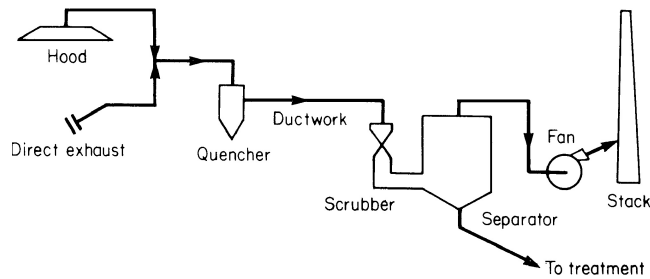 Hood
Direct exhaust
Quencher
Ductwork
Scrubber
Separator
Fan
Stack
To treatment